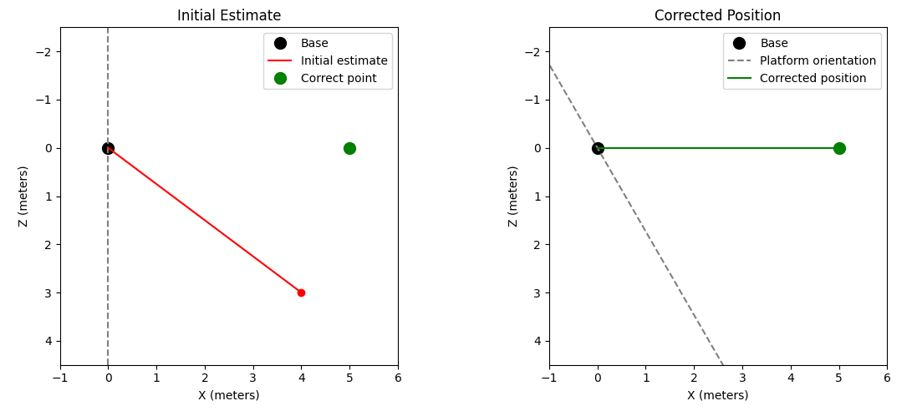 Initial Estimate
Base
Initial estimate
Correct point
−2
−1
0
1
2
3
4
Z (meters)
−1 0 1 2 3 4 5 6
X (meters)
Corrected Position
Base
Platform orientation
Corrected position
−2
−1
0
1
2
3
4
Z (meters)
−1 0 1 2 3 4 5 6
X (meters)